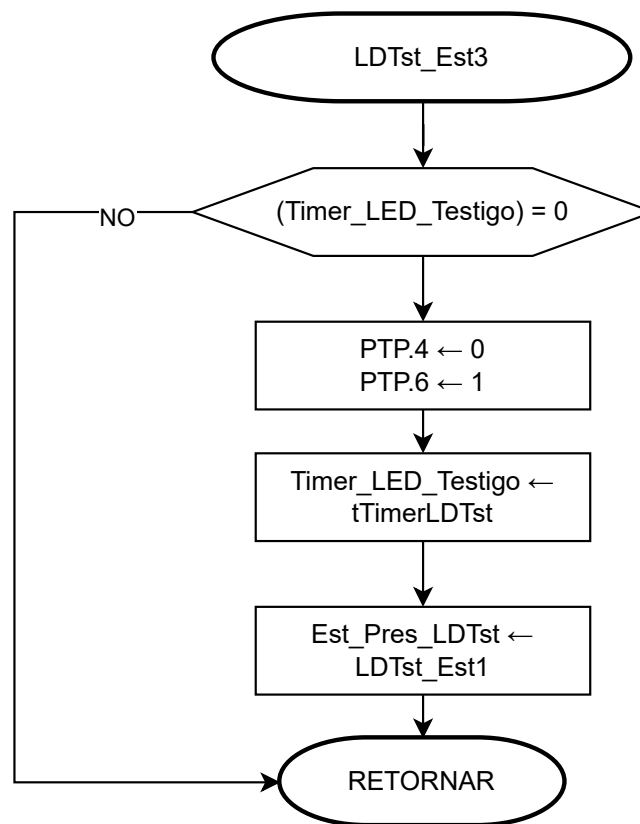 LDTst_Est3
(Timer_LED_Testigo) = 0
NO
PTP.4 ← 0
PTP.6 ← 1
Timer_LED_Testigo ←
tTimerLDTst
Est_Pres_LDTst ←
LDTst_Est1
RETORNAR